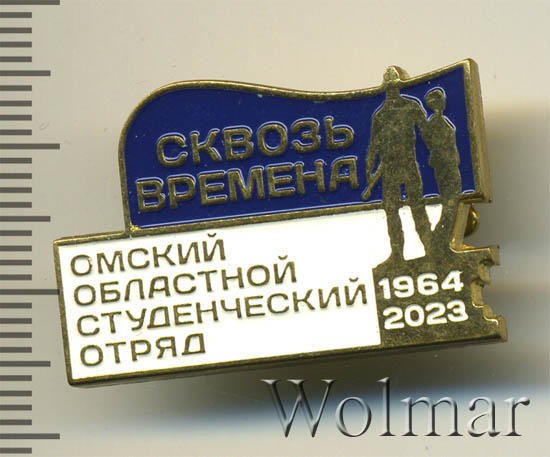 СКВОЗЬ
ВРЕМЕНА
ОМСКИЙ
ОБЛАСТНОЙ
СТУДЕНЧЕСКИЙ
ОТРЯД
1964
2023
Wolmar